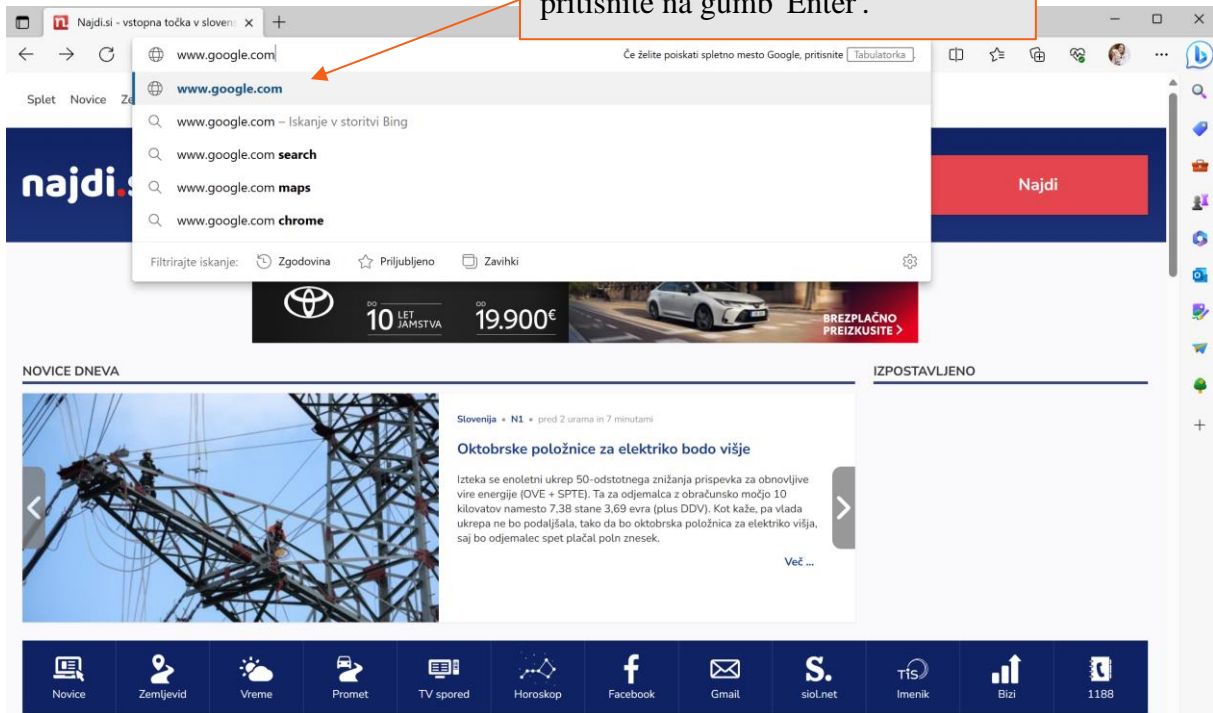 pritisnite na gumb 'Enter'.
Najdi.si - vstopna točka v sloven
www.google.com
Če želite poiskati spletno mesto Google, pritisnite Tabulatorka.
www.google.com
www.google.com – Iskanje v storitvi Bing
www.google.com search
www.google.com maps
www.google.com chrome
Filtrirajte iskanje: Zgodovina Priljubljeno Zavihki
Splet Novice Ze
najdi.s
Najdi
DO 10 LET JAMSTVA
OD 19.900€
BREZPLAČNO
PREIZKUSITE >
NOVICE DNEVA
IZPOSTAVLJENO
Slovenija • N1 • pred 2 urama in 7 minutami
Oktobrske položnice za elektriko bodo višje
Izteka se enoletni ukrep 50-odstotnega znižanja prispevka za obnovljive
vire energije (OVE + SPTE). Ta za odjemalca z obračunsko močjo 10
kilovatov namesto 7,38 stane 3,69 evra (plus DDV). Kot kaže, pa vlada
ukrepa ne bo podaljšala, tako da bo oktobrska položnica za elektriko višja,
saj bo odjemalec spet plačal poln znesek.
Več ...
Novice Zemljevid Vreme Promet TV spored Horoskop Facebook Gmail S. siol.net TIS Imenik Bizi 1188